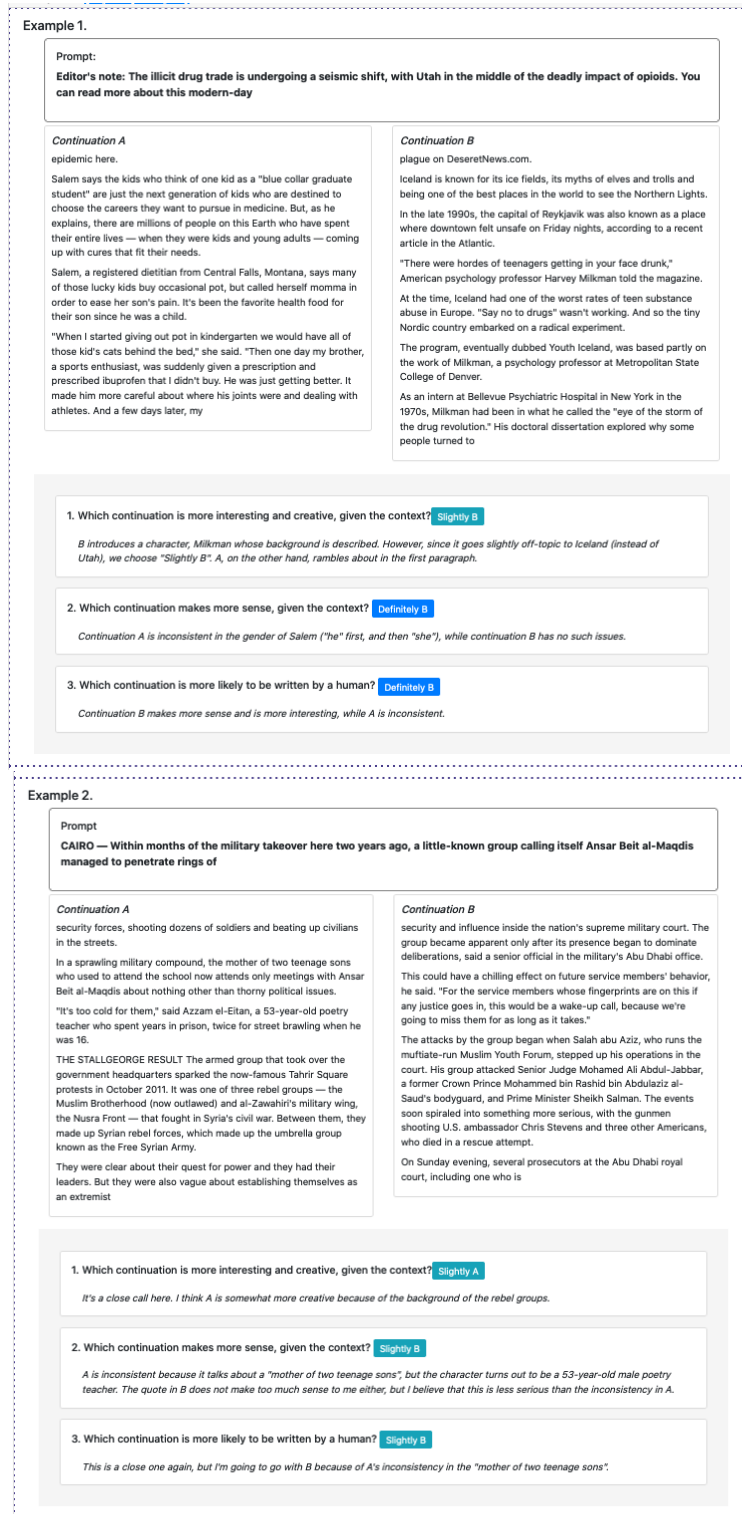 Example 1.
Prompt:
Editor's note: The illicit drug trade is undergoing a seismic shift, with Utah in the middle of the deadly impact of opioids. You
can read more about this modern-day
Continuation A
epidemic here.
Salem says the kids who think of one kid as a "blue collar graduate
student" are just the next generation of kids who are destined to
choose the careers they want to pursue in medicine. But, as he
explains, there are millions of people on this Earth who have spent
their entire lives — when they were kids and young adults — coming
up with cures that fit their needs.
Salem, a registered dietitian from Central Falls, Montana, says many
of those lucky kids buy occasional pot, but called herself momma in
order to ease her son's pain. It's been the favorite health food for
their son since he was a child.
"When I started giving out pot in kindergarten we would have all of
those kid's cats behind the bed," she said. "Then one day my brother,
a sports enthusiast, was suddenly given a prescription and
prescribed ibuprofen that I didn't buy. He was just getting better. It
made him more careful about where his joints were and dealing with
athletes. And a few days later, my
Continuation B
plague on DeseretNews.com.
Iceland is known for its ice fields, its myths of elves and trolls and
being one of the best places in the world to see the Northern Lights.
In the late 1990s, the capital of Reykjavik was also known as a place
where downtown felt unsafe on Friday nights, according to a recent
article in the Atlantic.
"There were hordes of teenagers getting in your face drunk,"
American psychology professor Harvey Milkman told the magazine.
At the time, Iceland had one of the worst rates of teen substance
abuse in Europe. "Say no to drugs" wasn't working. And so the tiny
Nordic country embarked on a radical experiment.
The program, eventually dubbed Youth Iceland, was based partly on
the work of Milkman, a psychology professor at Metropolitan State
College of Denver.
As an intern at Bellevue Psychiatric Hospital in New York in the
1970s, Milkman had been in what he called the "eye of the storm of
the drug revolution." His doctoral dissertation explored why some
people turned to
1. Which continuation is more interesting and creative, given the context? Slightly B
B introduces a character, Milkman whose background is described. However, since it goes slightly off-topic to Iceland (instead of
Utah), we choose "Slightly B". A, on the other hand, rambles about in the first paragraph.
2. Which continuation makes more sense, given the context? Definitely B
Continuation A is inconsistent in the gender of Salem ("he" first, and then "she"), while continuation B has no such issues.
3. Which continuation is more likely to be written by a human? Definitely B
Continuation B makes more sense and is more interesting, while A is inconsistent.
Example 2.
Prompt
CAIRO — Within months of the military takeover here two years ago, a little-known group calling itself Ansar Beit al-Maqdis
managed to penetrate rings of
Continuation A
security forces, shooting dozens of soldiers and beating up civilians
in the streets.
In a sprawling military compound, the mother of two teenage sons
who used to attend the school now attends only meetings with Ansar
Beit al-Maqdis about nothing other than thorny political issues.
"It's too cold for them," said Azzam el-Eitan, a 53-year-old poetry
teacher who spent years in prison, twice for street brawling when he
was 16.
THE STALLGEORGE RESULT The armed group that took over the
government headquarters sparked the now-famous Tahrir Square
protests in October 2011. It was one of three rebel groups — the
Muslim Brotherhood (now outlawed) and al-Zawahiri's military wing,
the Nusra Front — that fought in Syria's civil war. Between them, they
made up Syrian rebel forces, which made up the umbrella group
known as the Free Syrian Army.
They were clear about their quest for power and they had their
leaders. But they were also vague about establishing themselves as
an extremist
Continuation B
security and influence inside the nation's supreme military court. The
group became apparent only after its presence began to dominate
deliberations, said a senior official in the military's Abu Dhabi office.
This could have a chilling effect on future service members' behavior,
he said. "For the service members whose fingerprints are on this if
any justice goes in, this would be a wake-up call, because we're
going to miss them for as long as it takes."
The attacks by the group began when Salah abu Aziz, who runs the
muftiate-run Muslim Youth Forum, stepped up his operations in the
court. His group attacked Senior Judge Mohamed Ali Abdul-Jabbar,
a former Crown Prince Mohammed bin Rashid bin Abdulaziz al-
Saud's bodyguard, and Prime Minister Sheikh Salman. The events
soon spiraled into something more serious, with the gunmen
shooting U.S. ambassador Chris Stevens and three other Americans,
who died in a rescue attempt.
On Sunday evening, several prosecutors at the Abu Dhabi royal
court, including one who is
1. Which continuation is more interesting and creative, given the context? Slightly A
It's a close call here. I think A is somewhat more creative because of the background of the rebel groups.
2. Which continuation makes more sense, given the context? Slightly B
A is inconsistent because it talks about a "mother of two teenage sons", but the character turns out to be a 53-year-old male poetry
teacher. The quote in B does not make too much sense to me either, but I believe that this is less serious than the inconsistency in A.
3. Which continuation is more likely to be written by a human? Slightly B
This is a close one again, but I'm going to go with B because of A's inconsistency in the "mother of two teenage sons".